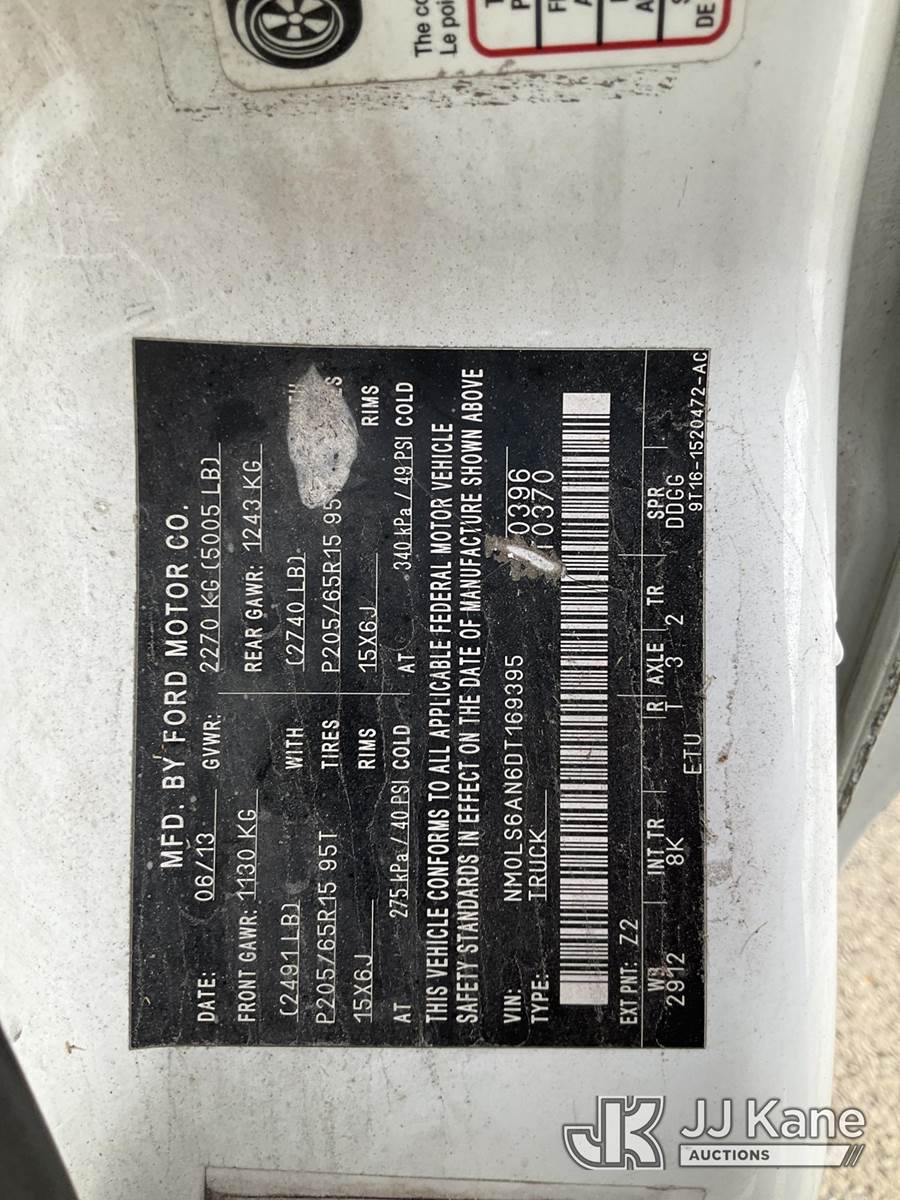 The co
Le poi
DE
MFD. BY FORD MOTOR CO.
DATE: 06/13 GVWR: 2270 KG (5005 LB)
FRONT GAWR: 1130 KG REAR GAWR: 1243 KG
(2491LB) WITH (2740 LB)
P205/65R15 95T TIRES P205/65R15 95
15X6J RIMS 15X6J RIMS
AT 275 kPa / 40 PSI COLD AT 340 kPa / 49 PSI COLD
THIS VEHICLE CONFORMS TO ALL APPLICABLE FEDERAL MOTOR VEHICLE
SAFETY STANDARDS IN EFFECT ON THE DATE OF MANUFACTURE SHOWN ABOVE
VIN: NM0LS6AN6DT169395 0396
TYPE: TRUCK T0370
EXT PNT: Z2
WB INT TR R AXLE TR SPR
2912 8K T 3 2 DDGG
ETU 9T16-1520472-AC
JK JJ Kane
AUCTIONS